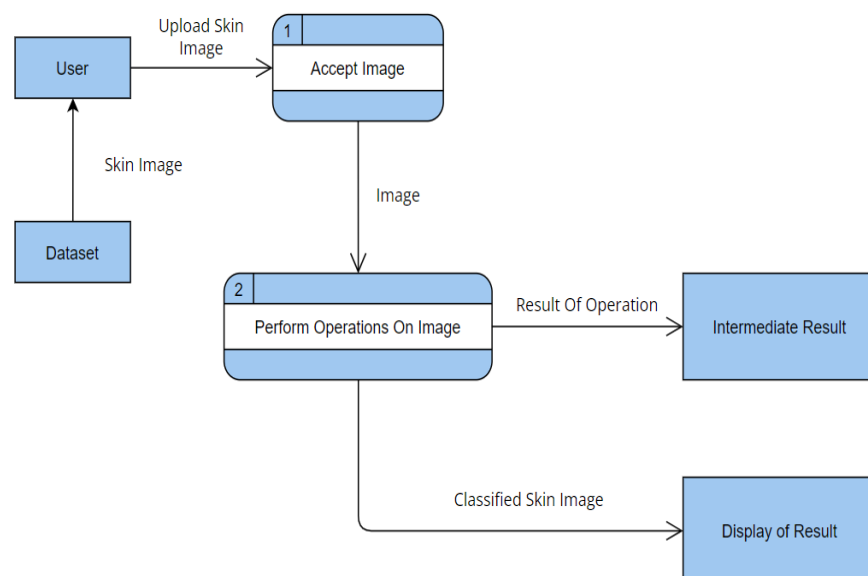 Upload Skin
Image
1
User
Accept Image
Skin Image
Image
Dataset
2
Result Of Operation
Perform Operations On Image
Intermediate Result
Classified Skin Image
Display of Result